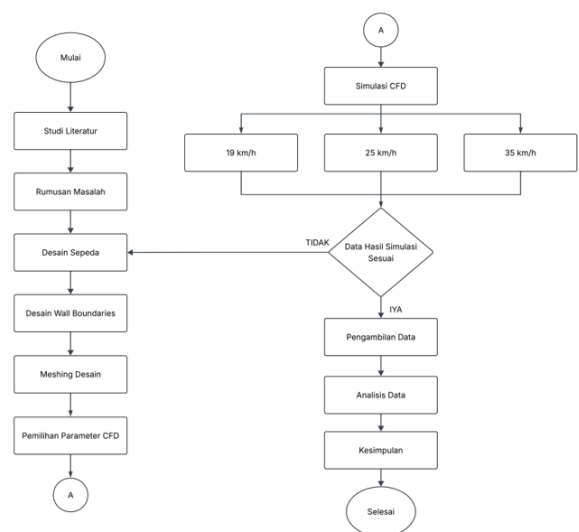 Mulai
Studi Literatur
Rumusan Masalah
Desain Sepeda
Desain Wall Boundaries
Meshing Desain
Pemilihan Parameter CFD
A
A
Simulasi CFD
19 km/h
25 km/h
35 km/h
TIDAK
Data Hasil Simulasi
Sesuai
IYA
Pengambilan Data
Analisis Data
Kesimpulan
Selesai